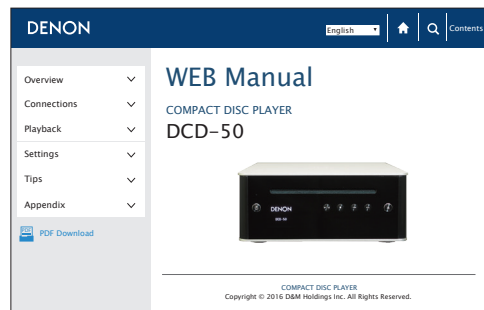 DENON
English
Contents
Overview
Connections
Playback
Settings
Tips
Appendix
PDF Download
WEB Manual
COMPACT DISC PLAYER
DCD-50
DENON
COMPACT DISC PLAYER
Copyright © 2016 D&M Holdings Inc. All Rights Reserved.